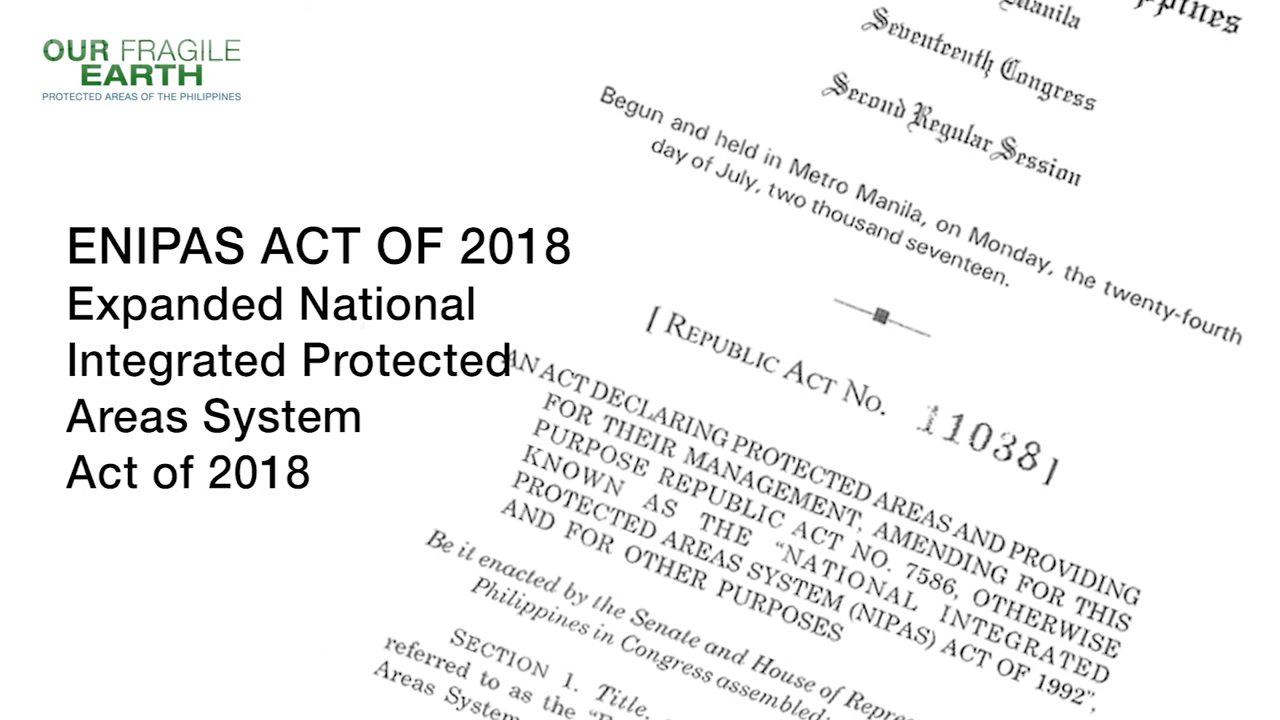 OUR FRAGILE
EARTH
PROTECTED AREAS OF THE PHILIPPINES
ENIPAS ACT OF 2018
Expanded National
Integrated Protected
Areas System
Act of 2018
Manila
Seventeenth Congress
Second Regular Session
Begun and held in Metro Manila, on Monday, the twenty-fourth
day of July, two thousand seventeen.
[ REPUBLIC ACT NO. 11038 ]
AN ACT DECLARING PROTECTED AREAS AND PROVIDING
FOR THEIR MANAGEMENT, AMENDING FOR THIS
PURPOSE REPUBLIC ACT NO. 7586, OTHERWISE
KNOWN AS THE “NATIONAL INTEGRATED
PROTECTED AREAS SYSTEM (NIPAS) ACT OF 1992”,
AND FOR OTHER PURPOSES
Be it enacted by the Senate and House of
Philippines in Congress assembled:
SECTION 1. Title.
referred to as the
Areas System